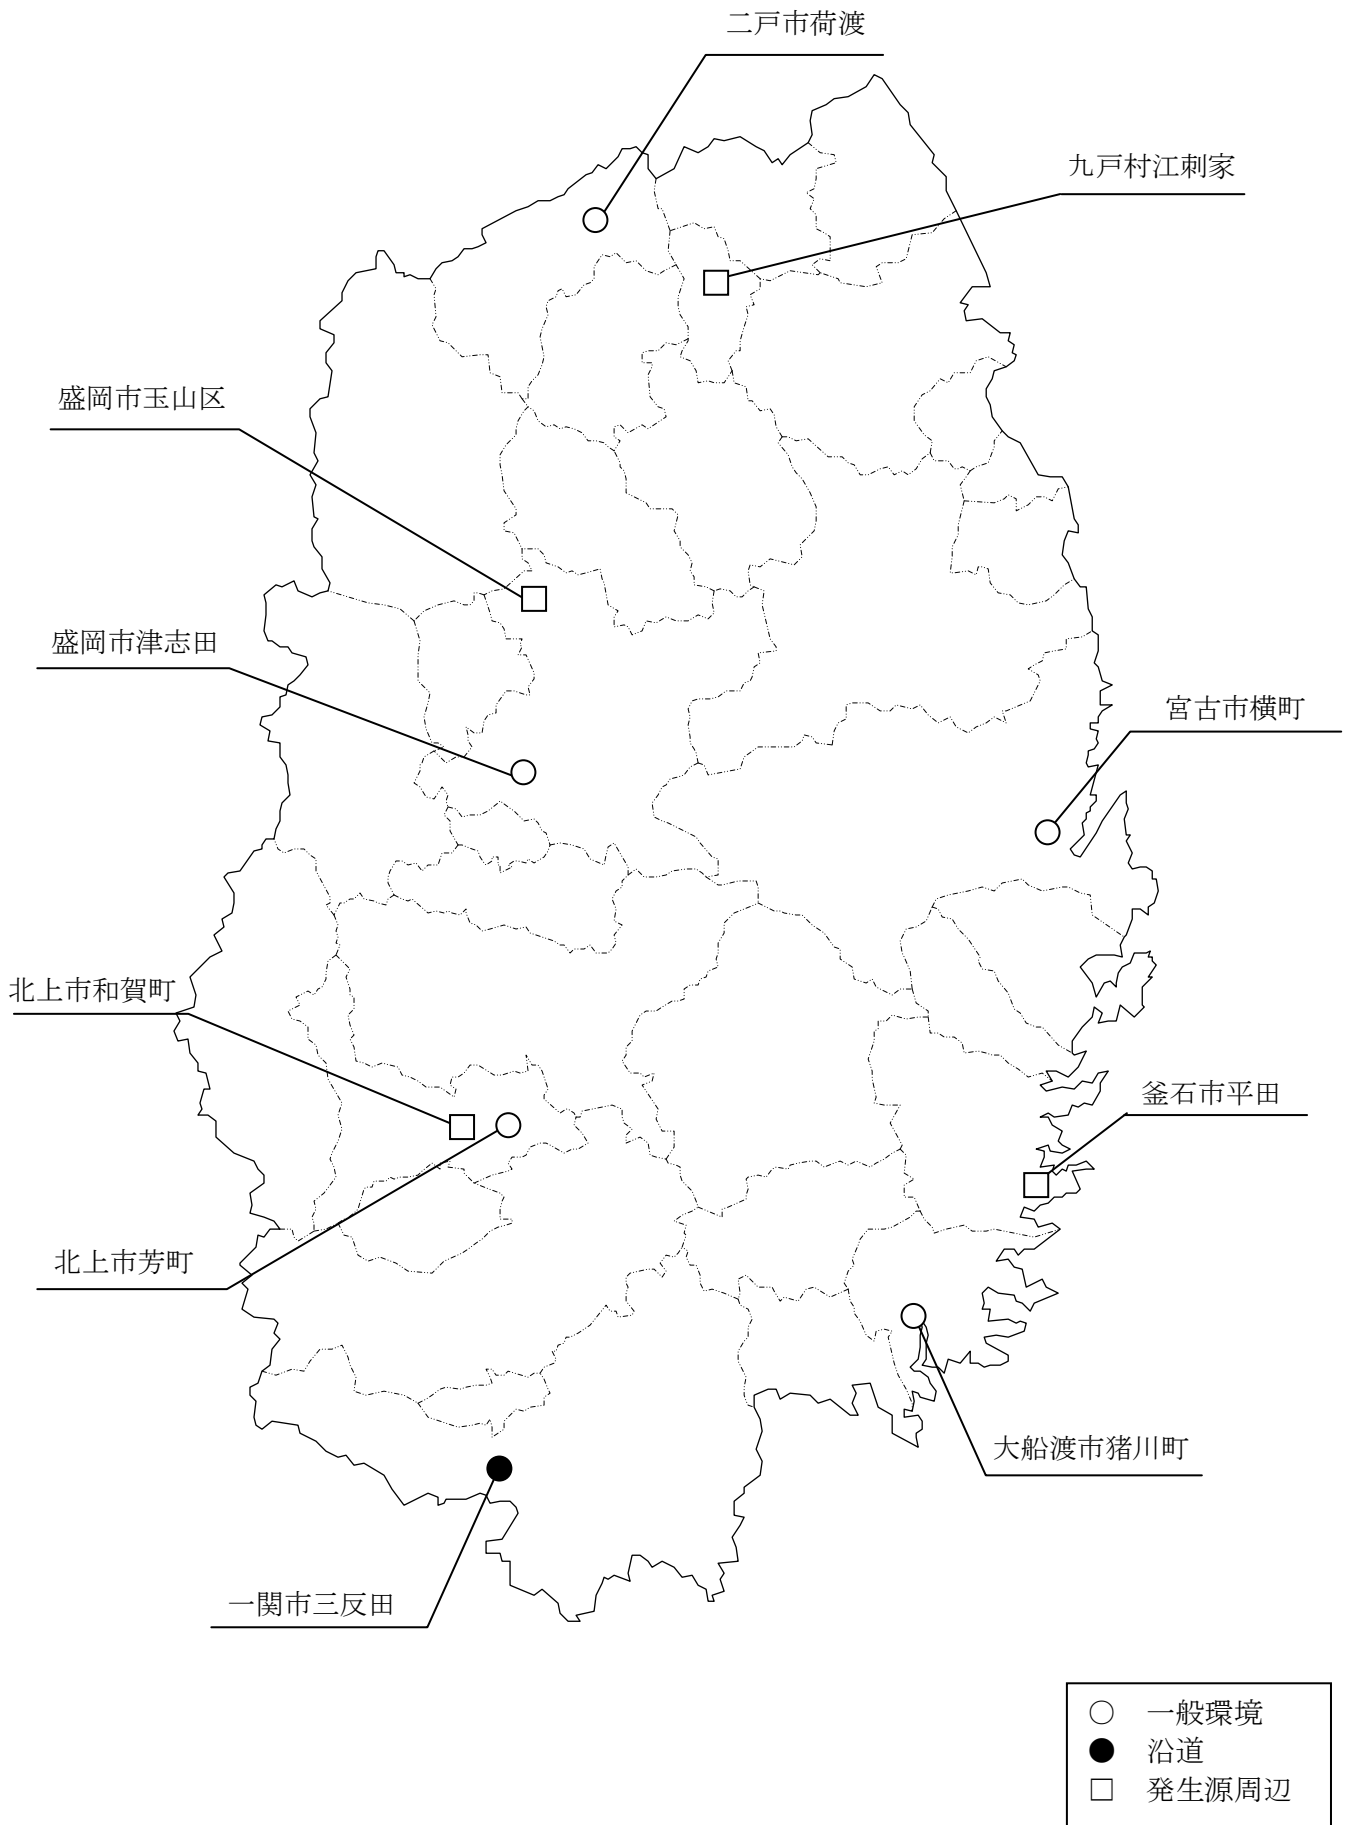 二戸市荷渡
九戸村江刺家
盛岡市玉山区
盛岡市津志田
宮古市横町
北上市和賀町
釜石市平田
北上市芳町
大船渡市猪川町
一関市三反田
○ 一般環境
● 沿道
□ 発生源周辺